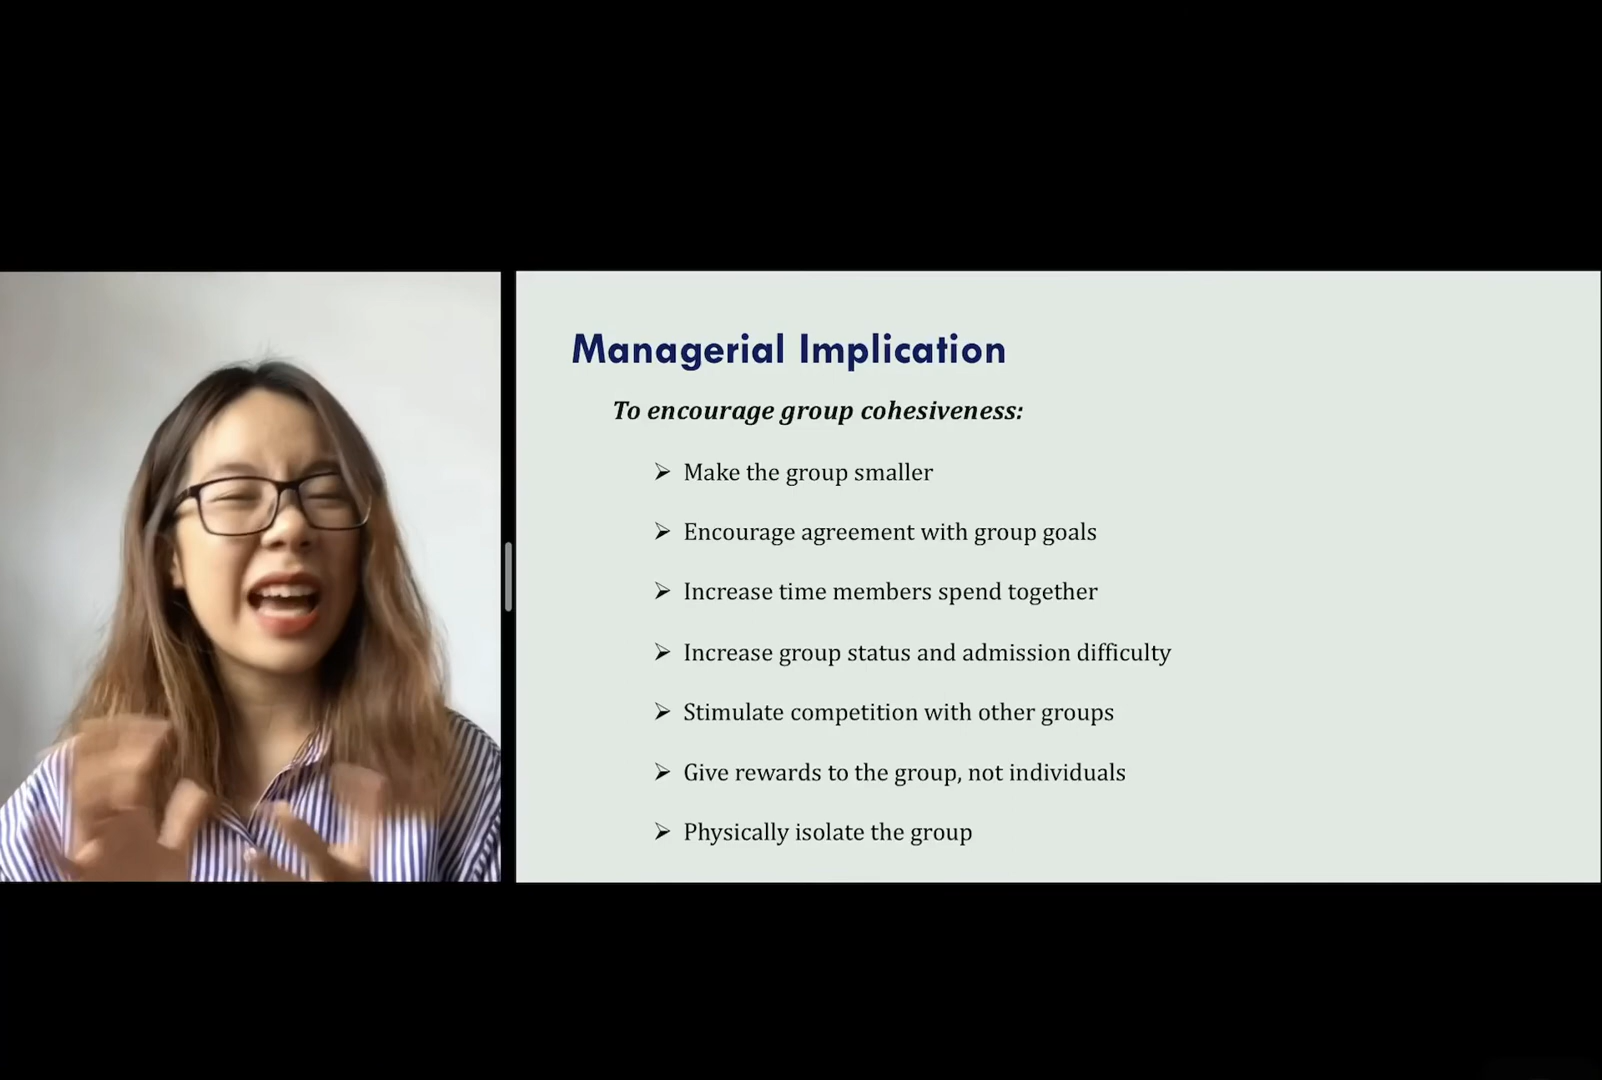 Managerial Implication
To encourage group cohesiveness:
➢ Make the group smaller
➢ Encourage agreement with group goals
➢ Increase time members spend together
➢ Increase group status and admission difficulty
➢ Stimulate competition with other groups
➢ Give rewards to the group, not individuals
➢ Physically isolate the group